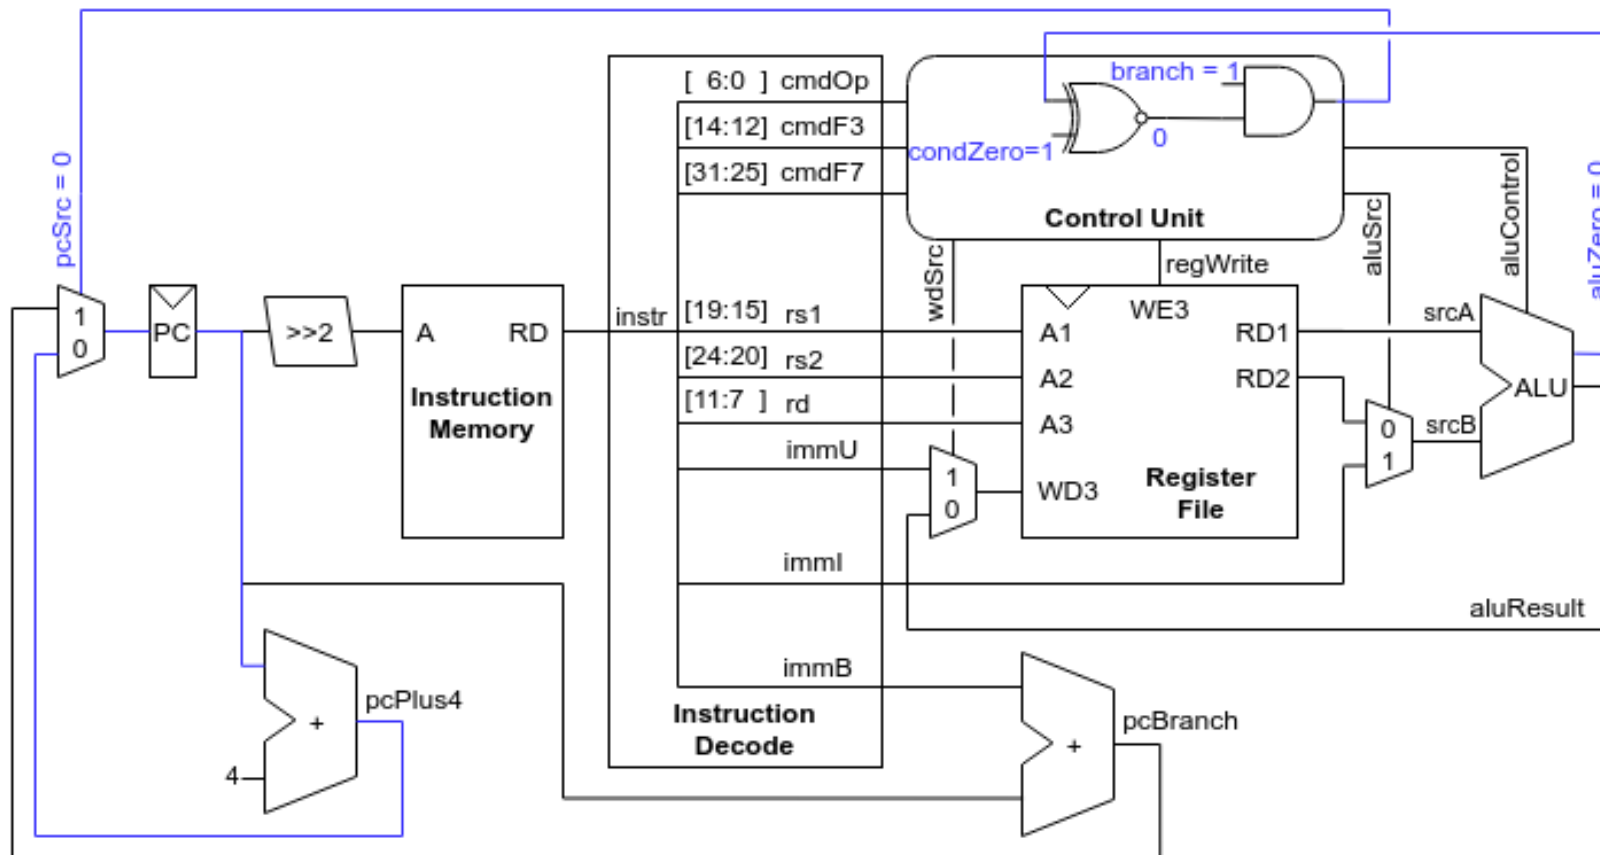 branch = 1
[ 6:0 ] cmdOp
[14:12] cmdF3
condZero=1
0
[31:25] cmdF7
pcSrc = 0
aluControl
aluZero = 0
Control Unit
aluSrc
wdSrc
regWrite
1
0
PC
>>2
A
RD
Instruction
Memory
instr
[19:15] rs1
[24:20] rs2
[11:7 ] rd
immU
1
0
A1
A2
A3
WD3
WE3
RD1
RD2
Register
File
srcA
0
1
srcB
ALU
immI
aluResult
immB
pcPlus4
+
4
Instruction
Decode
+
pcBranch